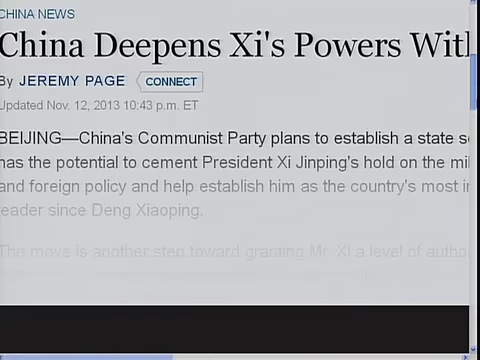 CHINA NEWS
China Deepens Xi's Powers With
By JEREMY PAGE CONNECT
Updated Nov. 12, 2013 10:43 p.m. ET
BEIJING—China's Communist Party plans to establish a state se
has the potential to cement President Xi Jinping's hold on the mil
and foreign policy and help establish him as the country's most in
leader since Deng Xiaoping.
The move is another step toward granting Mr. Xi a level of autho